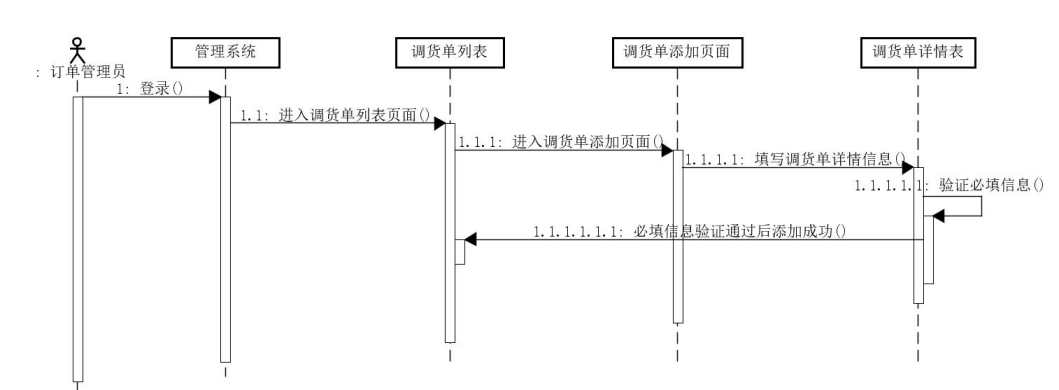 管理系统
调货单列表
调货单添加页面
调货单详情表
: 订单管理员
1: 登录()
1.1: 进入调货单列表页面()
1.1.1: 进入调货单添加页面()
1.1.1.1: 填写调货单详情信息()
1.1.1.1.1: 验证必填信息()
1.1.1.1.1.1: 必填信息验证通过后添加成功()